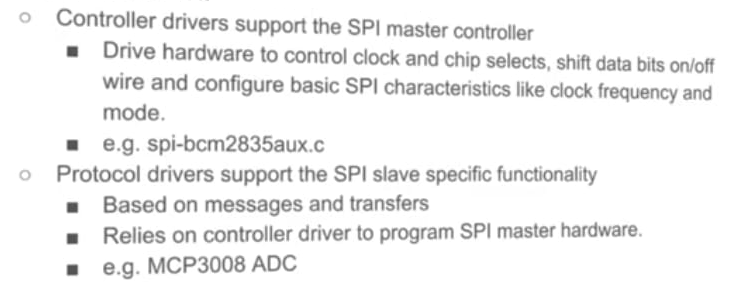 ○ Controller drivers support the SPI master controller
■ Drive hardware to control clock and chip selects, shift data bits on/off
wire and configure basic SPI characteristics like clock frequency and
mode.
■ e.g. spi-bcm2835aux.c
○ Protocol drivers support the SPI slave specific functionality
■ Based on messages and transfers
■ Relies on controller driver to program SPI master hardware.
■ e.g. MCP3008 ADC